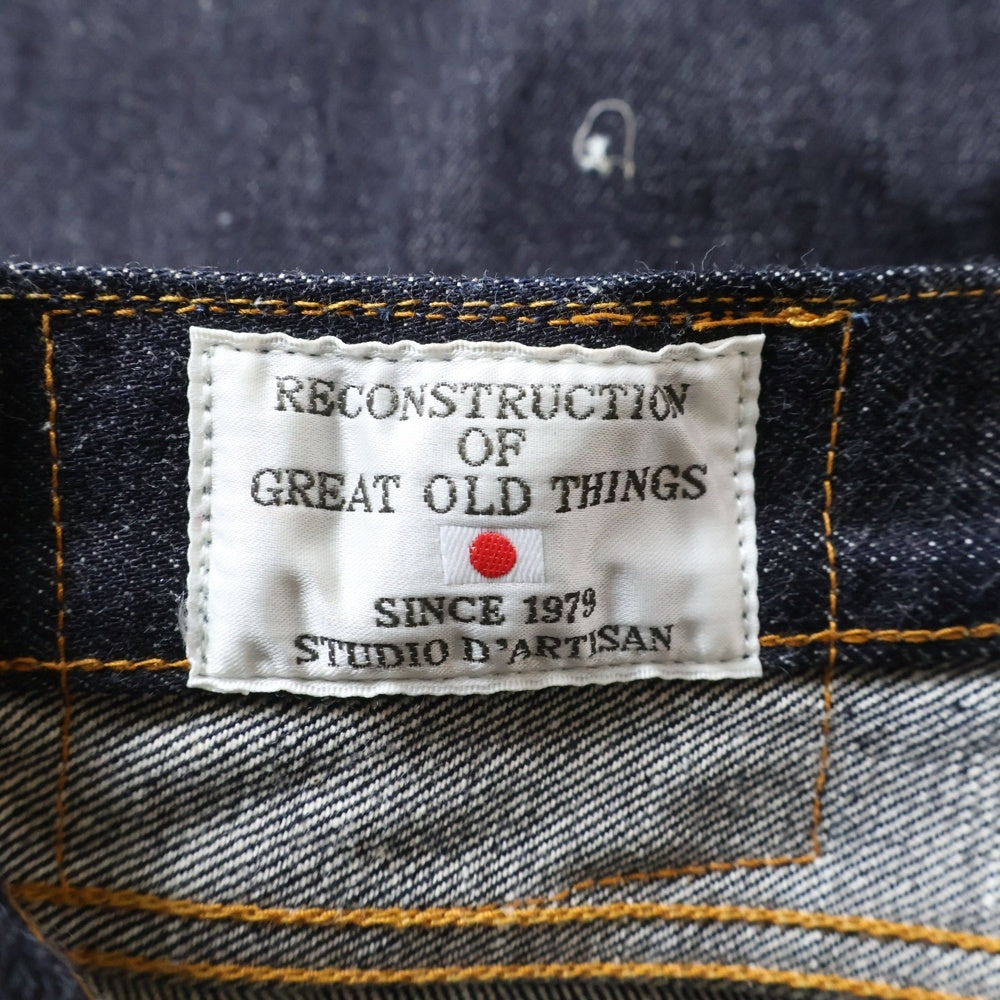 RECONSTRUCTION
OF
GREAT OLD THINGS
SINCE 1979
STUDIO D'ARTISAN